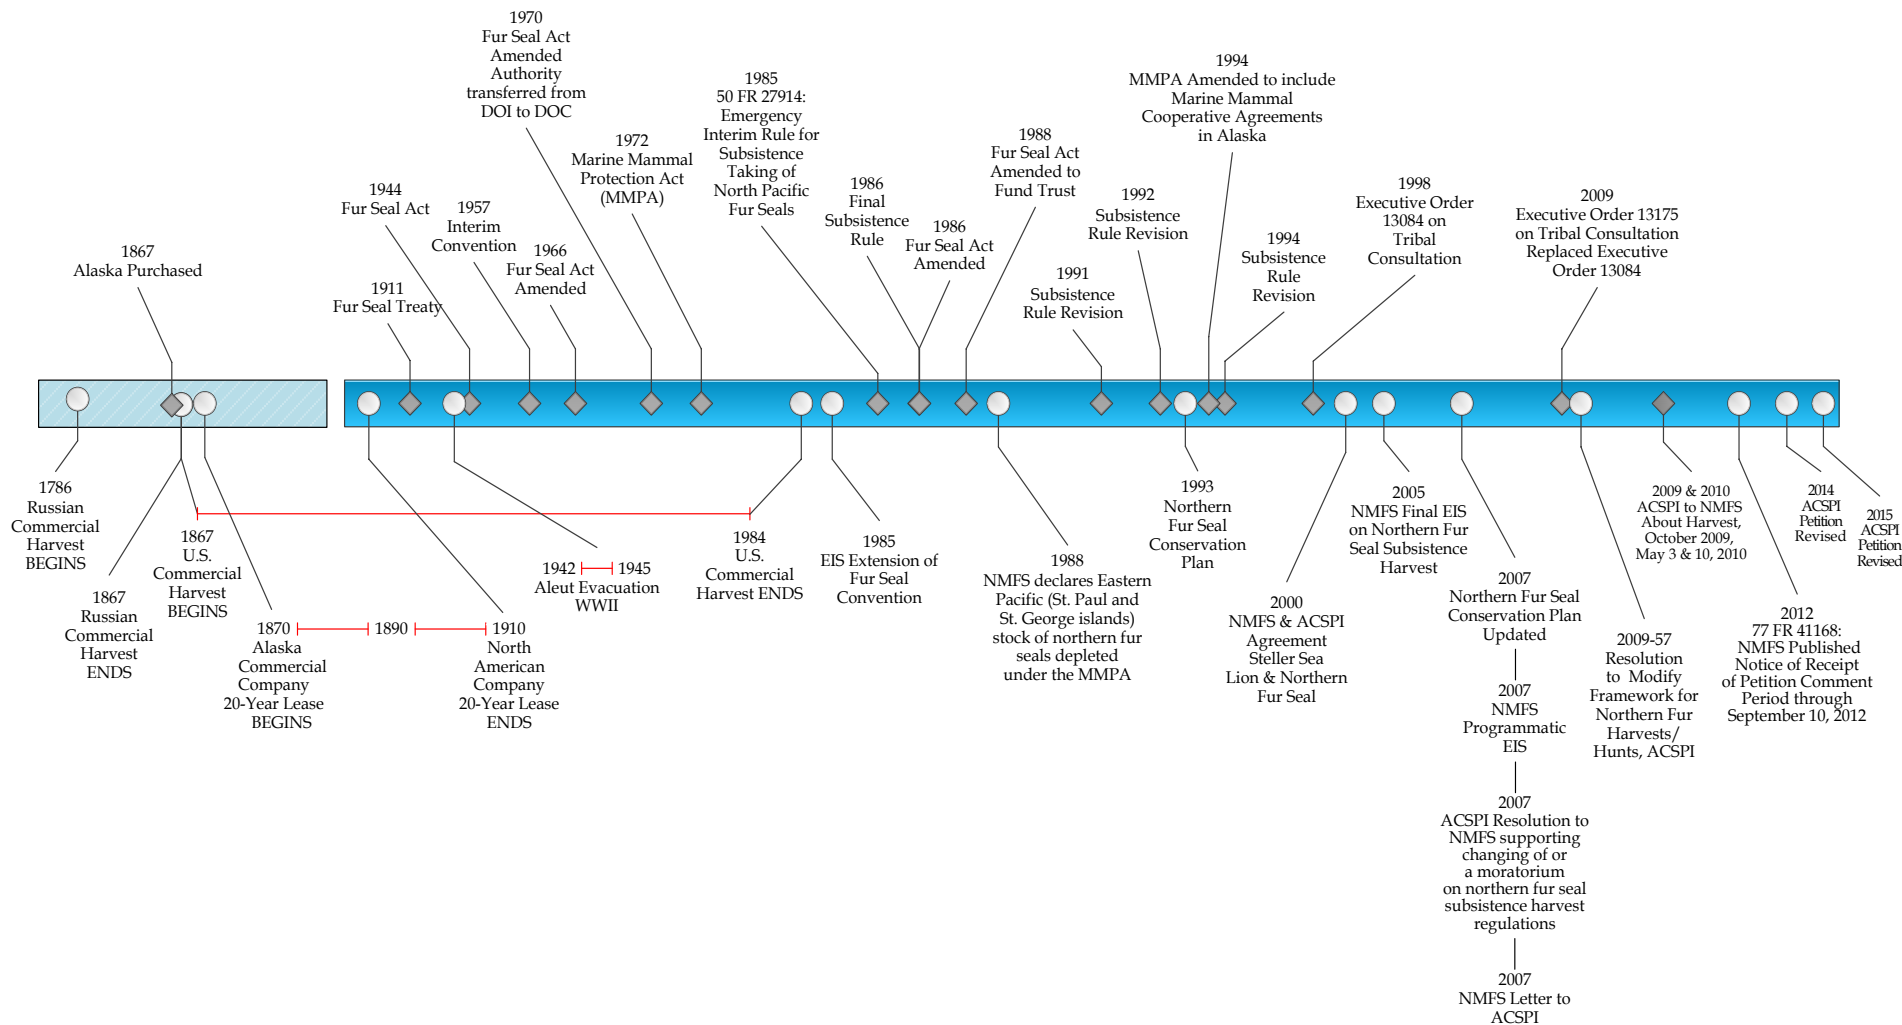 1970
Fur Seal Act
Amended
Authority
transferred from
DOI to DOC
1985
50 FR 27914:
Emergency
Interim Rule for
Subsistence
Taking of
North Pacific
Fur Seals
1994
MMPA Amended to include
Marine Mammal
Cooperative Agreements
in Alaska
1972
Marine Mammal
Protection Act
(MMPA)
1988
Fur Seal Act
Amended to
Fund Trust
1944
Fur Seal Act
1957
Interim
Convention
1986
Final
Subsistence
Rule
1992
Subsistence
Rule Revision
1998
Executive Order
13084 on
Tribal
Consultation
2009
Executive Order 13175
on Tribal Consultation
Replaced Executive
Order 13084
1867
Alaska Purchased
1966
Fur Seal Act
Amended
1986
Fur Seal Act
Amended
1994
Subsistence
Rule
Revision
1911
Fur Seal Treaty
1991
Subsistence
Rule Revision
1786
Russian
Commercial
Harvest
BEGINS
1867
Russian
Commercial
Harvest
ENDS
1867
U.S.
Commercial
Harvest
BEGINS
1870
Alaska
Commercial
Company
20-Year Lease
BEGINS
1890
1910
North
American
Company
20-Year Lease
ENDS
1942
1945
Aleut Evacuation
WWII
1984
U.S.
Commercial
Harvest ENDS
1985
EIS Extension of
Fur Seal
Convention
1988
NMFS declares Eastern
Pacific (St. Paul and
St. George islands)
stock of northern fur
seals depleted
under the MMPA
1993
Northern
Fur Seal
Conservation
Plan
2000
NMFS & ACSPI
Agreement
Steller Sea
Lion & Northern
Fur Seal
2005
NMFS Final EIS
on Northern Fur
Seal Subsistence
Harvest
2007
Northern Fur Seal
Conservation Plan
Updated
2007
NMFS
Programmatic
EIS
2007
ACSPI Resolution to
NMFS supporting
changing of or
a moratorium
on northern fur seal
subsistence harvest
regulations
2007
NMFS Letter to
ACSPI
2009-57
Resolution
to Modify
Framework for
Northern Fur
Harvests/
Hunts, ACSPI
2009 & 2010
ACSPI to NMFS
About Harvest,
October 2009,
May 3 & 10, 2010
2012
77 FR 41168:
NMFS Published
Notice of Receipt
of Petition Comment
Period through
September 10, 2012
2014
ACSPI
Petition
Revised
2015
ACSPI
Petition
Revised